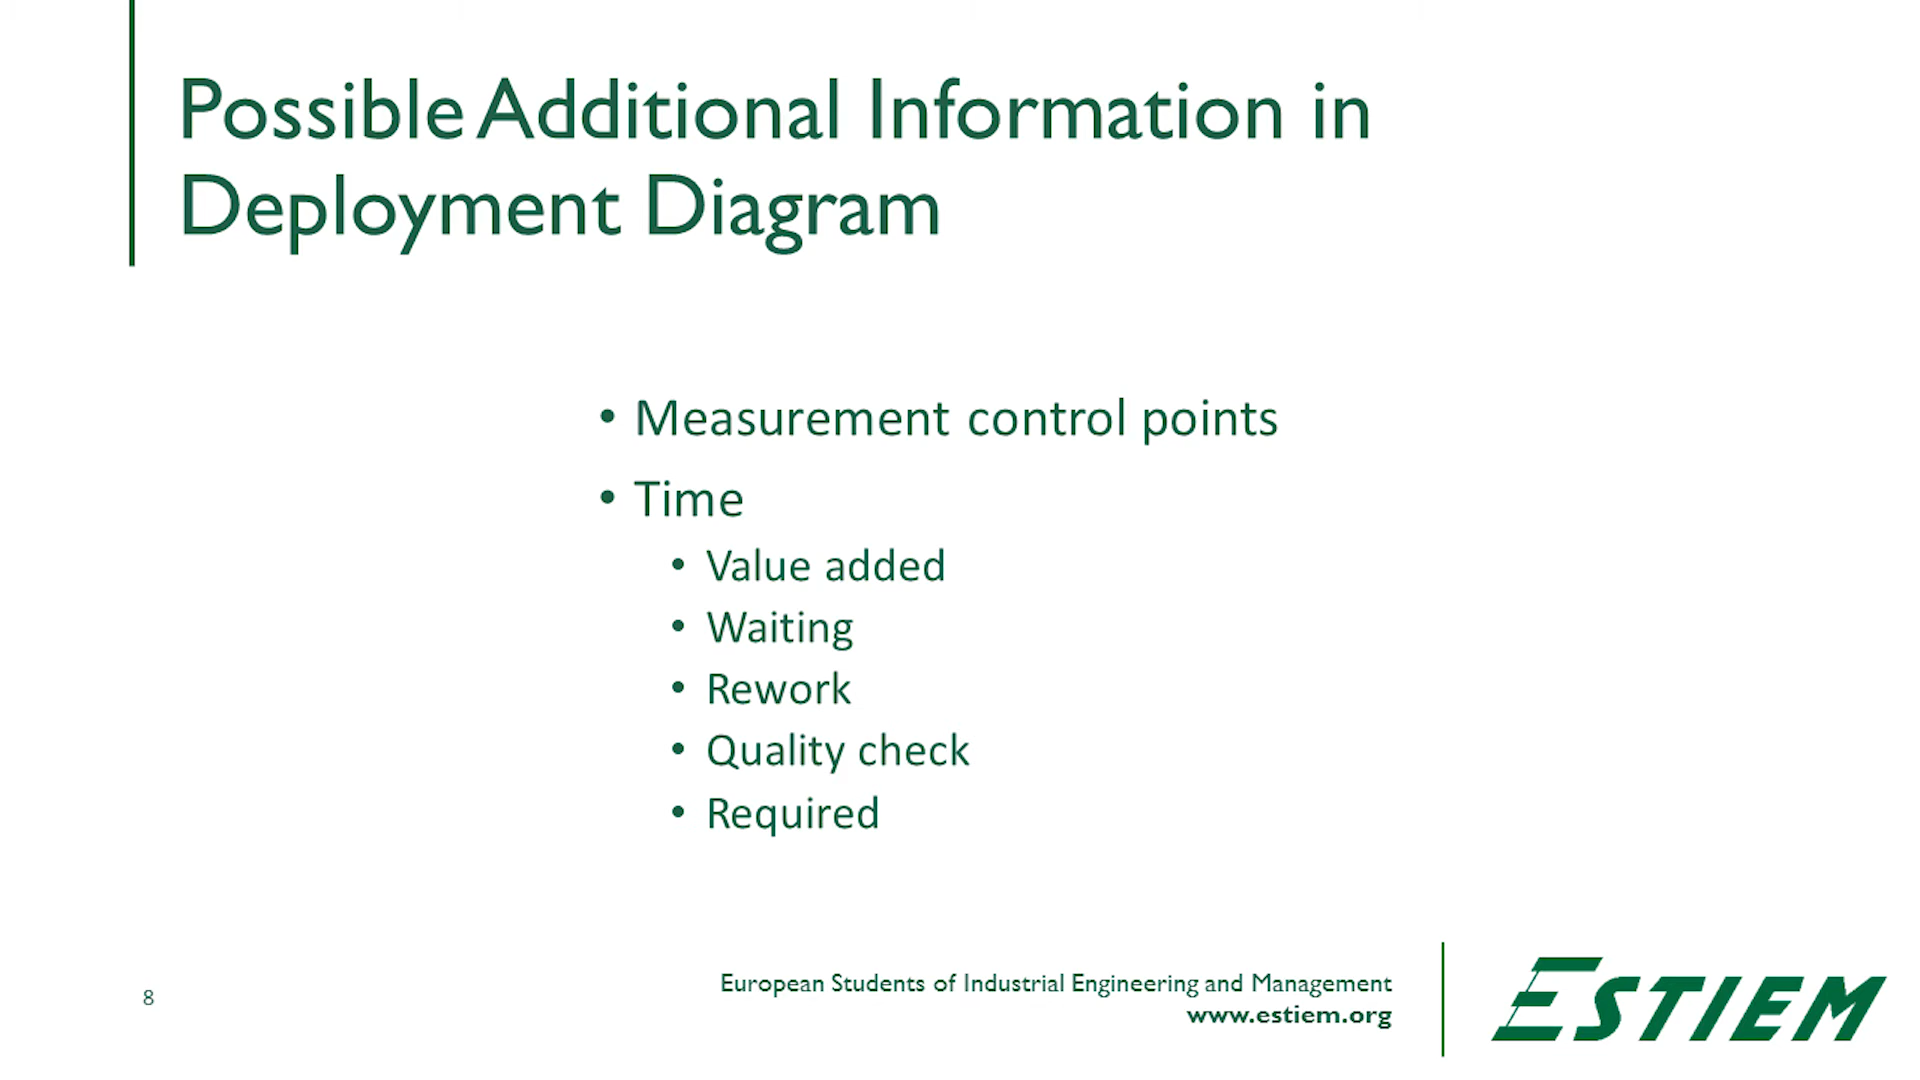 Possible Additional Information in
Deployment Diagram
• Measurement control points
• Time
• Value added
• Waiting
• Rework
• Quality check
• Required
8
European Students of Industrial Engineering and Management
www.estiem.org
ESTIEM